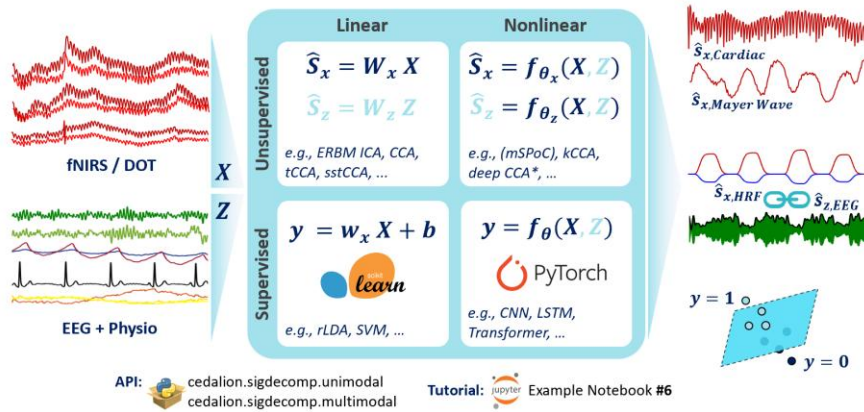 Linear
Nonlinear
Unsupervised
Supervised
fNIRS / DOT
X
Z
EEG + Physio
Ŝx = Wx X
Ŝz = Wz Z
e.g., ERBM ICA, CCA,
tCCA, sstCCA, ...
Ŝx = fθx(X, Z)
Ŝz = fθz(X, Z)
e.g., (mSPoC), kCCA,
deep CCA*, ...
y = wx X + b
scikit
learn
e.g., rLDA, SVM, ...
y = fθ(X, Z)
PyTorch
e.g., CNN, LSTM,
Transformer, ...
ŝx,Cardiac
ŝx,Mayer Wave
ŝx,HRF
ŝz,EEG
y = 1
y = 0
API:
cedalion.sigdecomp.unimodal
cedalion.sigdecomp.multimodal
Tutorial: jupyter Example Notebook #6